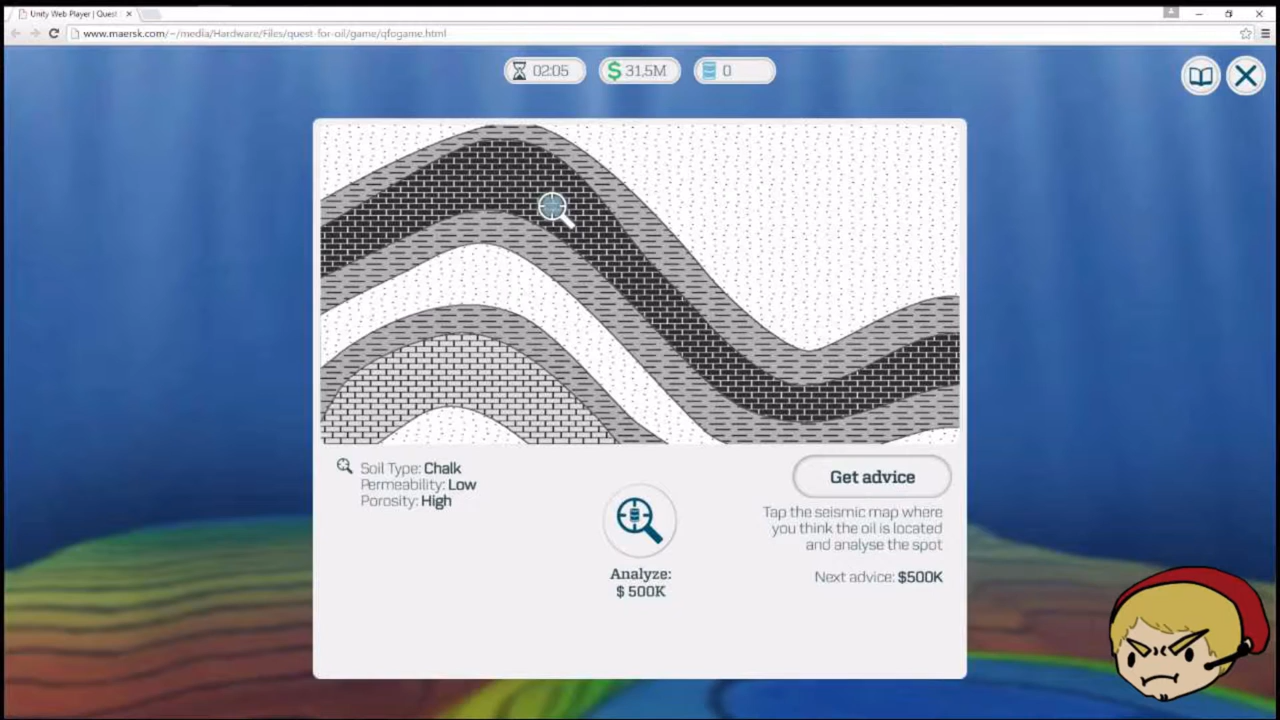 Unity Web Player | Quest
www.maersk.com/~/media/Hardware/Files/quest-for-oil/game/qfogame.html
02:05
$ 31,5M
0
Soil Type: Chalk
Permeability: Low
Porosity: High
Analyze:
$ 500K
Get advice
Tap the seismic map where
you think the oil is located
and analyse the spot
Next advice: $500K